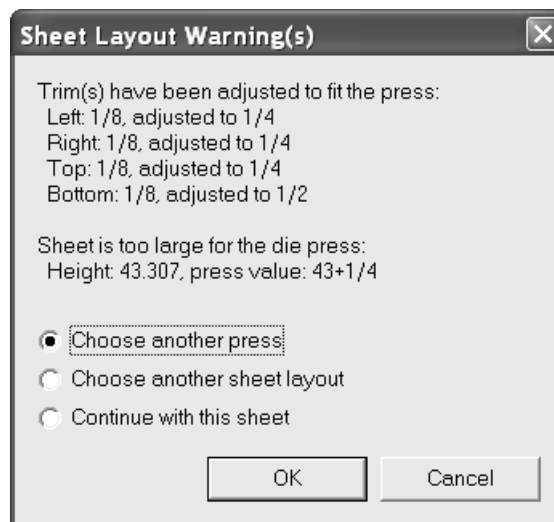 Sheet Layout Warning(s)
Trim(s) have been adjusted to fit the press:
Left: 1/8, adjusted to 1/4
Right: 1/8, adjusted to 1/4
Top: 1/8, adjusted to 1/4
Bottom: 1/8, adjusted to 1/2
Sheet is too large for the die press:
Height: 43.307, press value: 43+1/4
Choose another press
Choose another sheet layout
Continue with this sheet
OK Cancel